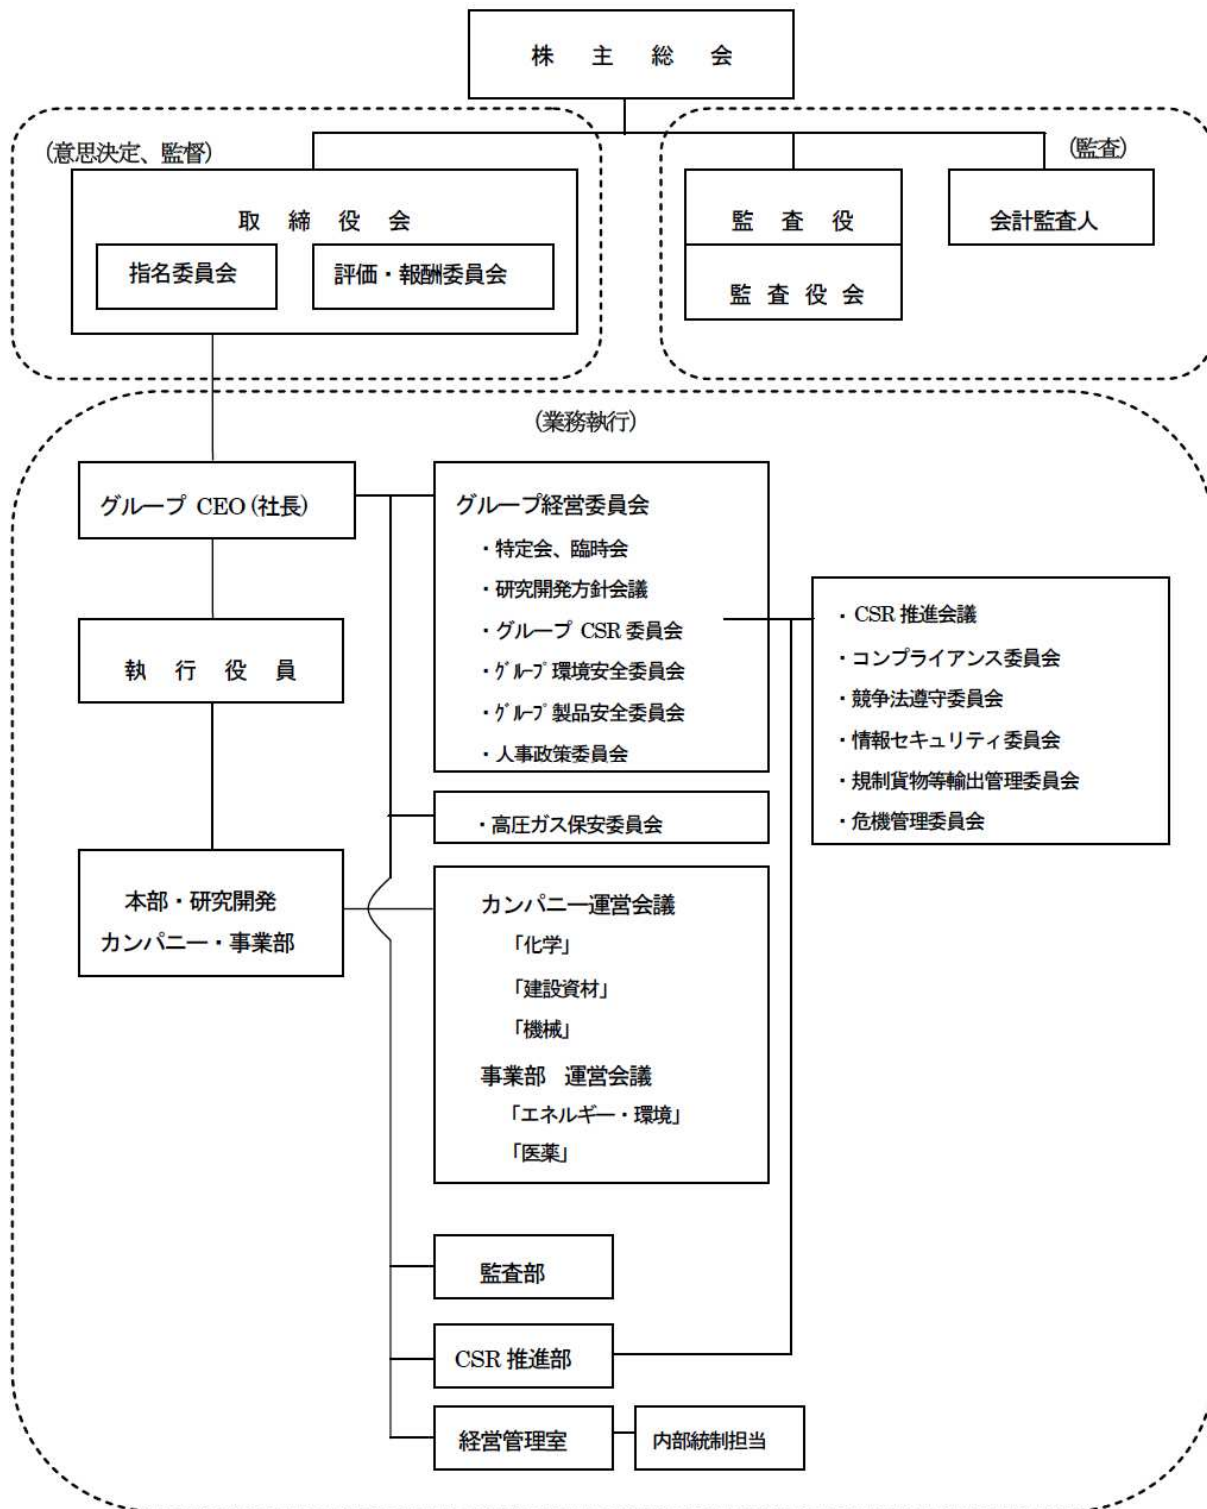 株主総会
(意思決定、監督)
(監査)
取締役会
指名委員会
評価・報酬委員会
監査役
監査役会
会計監査人
(業務執行)
グループ CEO (社長)
執行役員
本部・研究開発
カンパニー・事業部
グループ経営委員会
・特定会、臨時会
・研究開発方針会議
・グループ CSR 委員会
・グループ環境安全委員会
・グループ製品安全委員会
・人事政策委員会
・CSR 推進会議
・コンプライアンス委員会
・競争法遵守委員会
・情報セキュリティ委員会
・規制貨物等輸出管理委員会
・危機管理委員会
・高圧ガス保安委員会
カンパニー運営会議
「化学」
「建設資材」
「機械」
事業部 運営会議
「エネルギー・環境」
「医薬」
監査部
CSR 推進部
経営管理室
内部統制担当